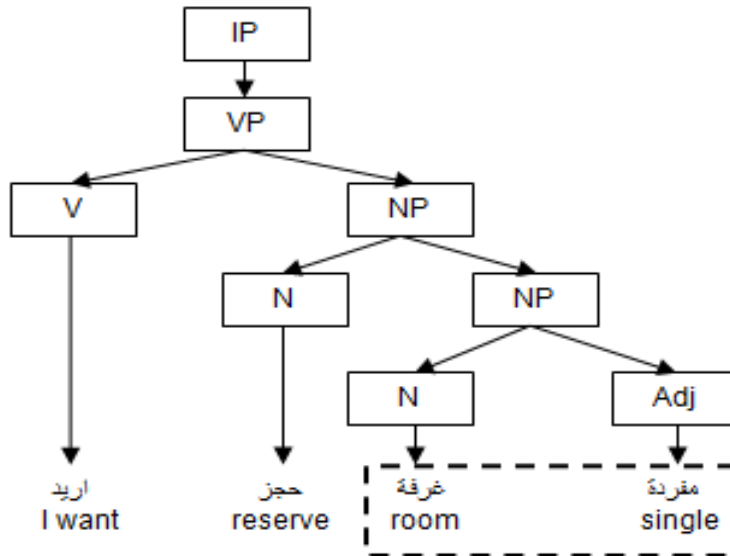 IP
VP
V
NP
N
NP
N
Adj
اريد
I want
حجز
reserve
غرفة
room
مفردة
single